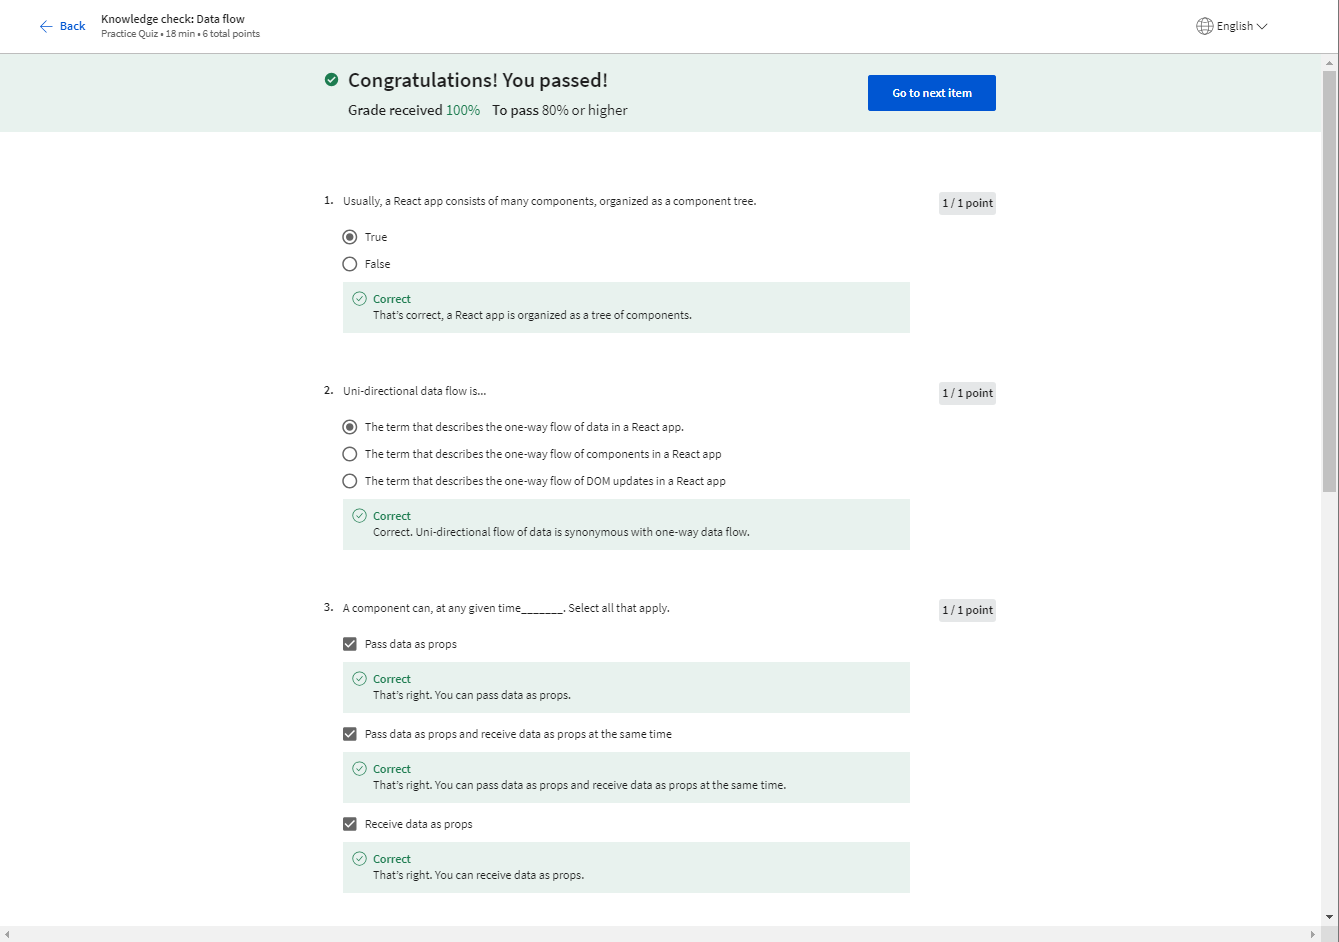 Back
Knowledge check: Data flow
Practice Quiz • 18 min • 6 total points
English
Congratulations! You passed!
Grade received 100% To pass 80% or higher
Go to next item
1. Usually, a React app consists of many components, organized as a component tree.
1 / 1 point
True
False
Correct
That's correct, a React app is organized as a tree of components.
2. Uni-directional data flow is...
1 / 1 point
The term that describes the one-way flow of data in a React app.
The term that describes the one-way flow of components in a React app
The term that describes the one-way flow of DOM updates in a React app
Correct
Correct. Uni-directional flow of data is synonymous with one-way data flow.
3. A component can, at any given time_______. Select all that apply.
1 / 1 point
Pass data as props
Correct
That's right. You can pass data as props.
Pass data as props and receive data as props at the same time
Correct
That's right. You can pass data as props and receive data as props at the same time.
Receive data as props
Correct
That's right. You can receive data as props.